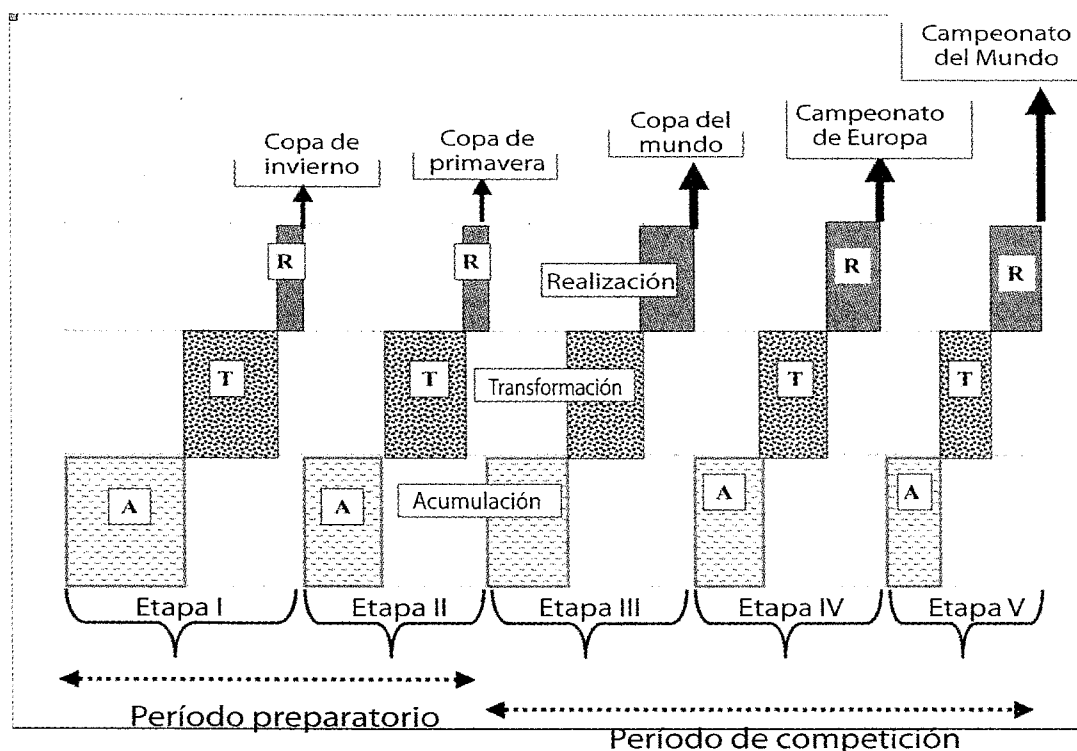 Campeonato
del Mundo
Copa de
invierno
Copa de
primavera
Copa del
mundo
Campeonato
de Europa
R
R
Realización
R
R
T
T
Transformación
T
T
A
A
Acumulación
A
A
Etapa I
Etapa II
Etapa III
Etapa IV
Etapa V
Período preparatorio
Período de competición